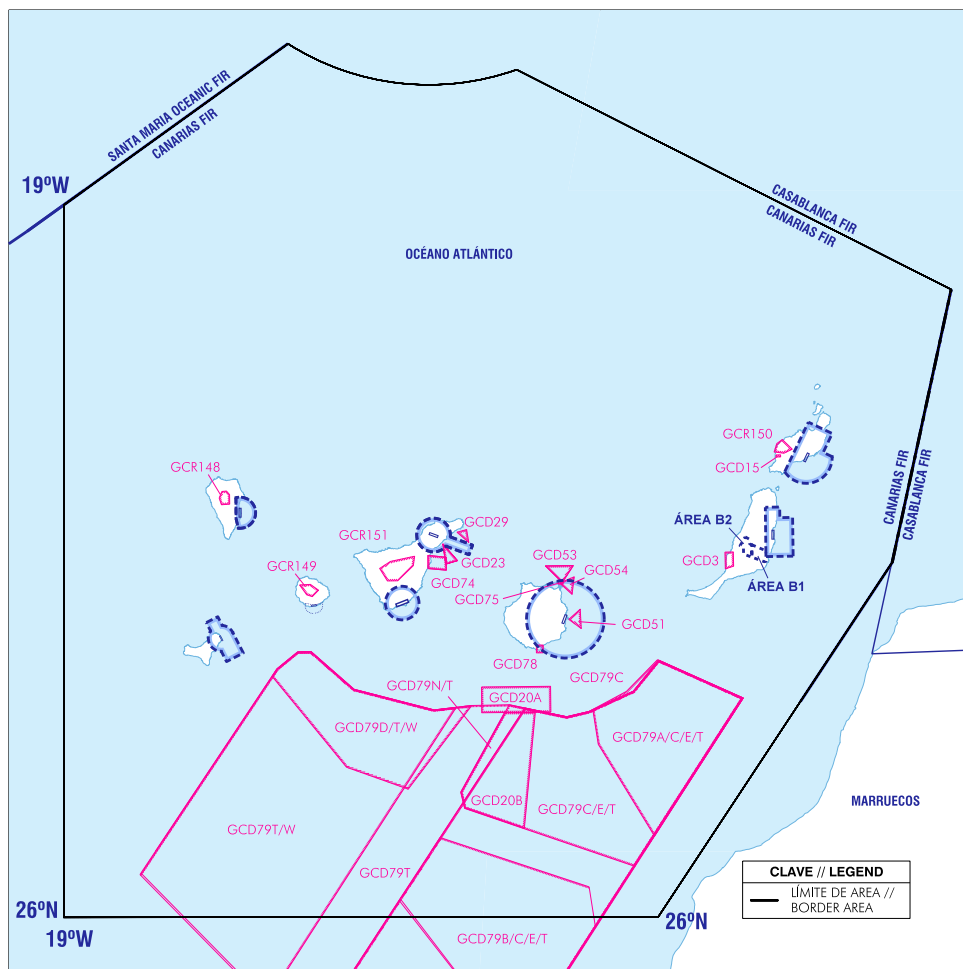 SANTA MARIA OCEANIC FIR
CANARIAS FIR
19ºW
CASABLANCA FIR
CANARIAS FIR
OCÉANO ATLÁNTICO
GCR150
GCD15
GCR148
CANARIAS FIR
CASABLANCA FIR
GCD29
ÁREA B2
GCR151
GCD23
GCD53
GCD54
GCD3
GCR149
GCD74
GCD75
ÁREA B1
GCD51
GCD78
GCD79N/T
GCD79C
GCD20A
GCD79D/T/W
GCD79A/C/E/T
GCD20B
GCD79C/E/T
MARRUECOS
GCD79T/W
GCD79T
CLAVE // LEGEND
LÍMITE DE AREA //
BORDER AREA
26ºN
26ºN
19ºW
GCD79B/C/E/T